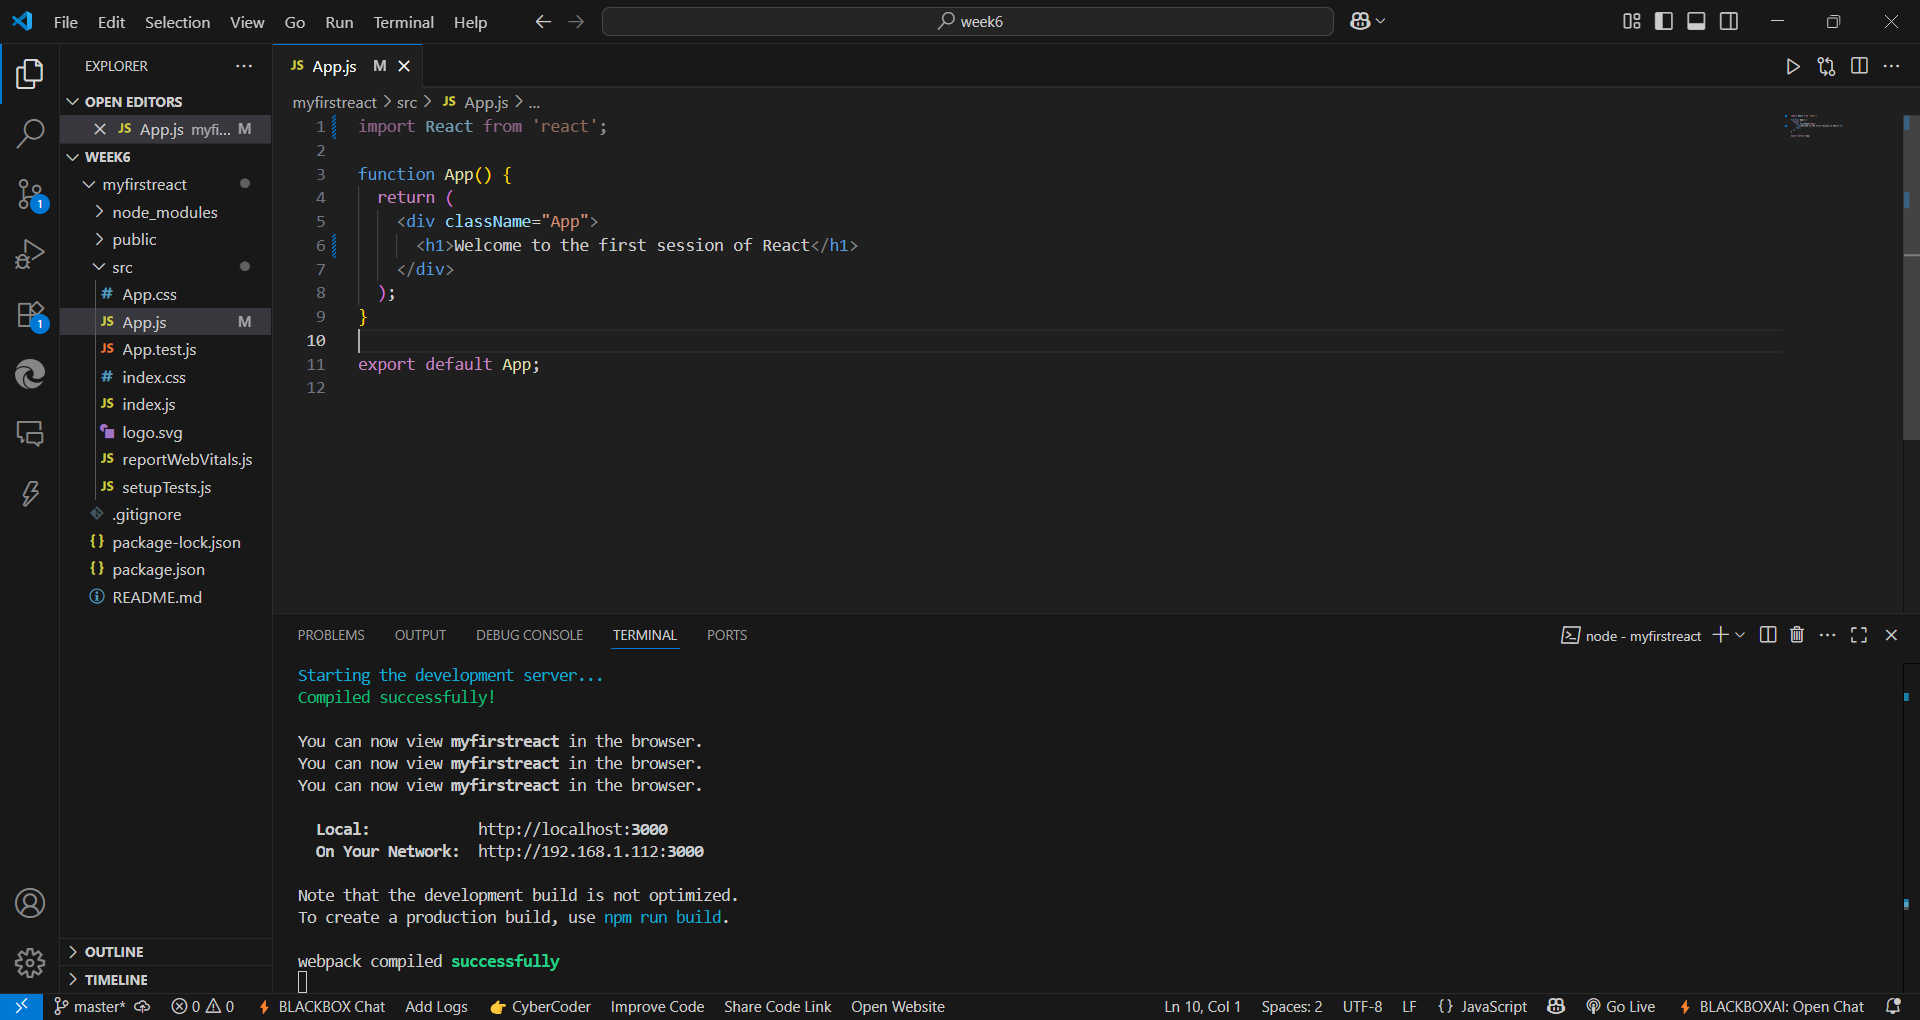 File Edit Selection View Go Run Terminal Help
week6
EXPLORER
OPEN EDITORS
JS App.js myfi... M
WEEK6
myfirstreact
node_modules
public
src
# App.css
JS App.js M
JS App.test.js
# index.css
JS index.js
logo.svg
JS reportWebVitals.js
JS setupTests.js
.gitignore
{} package-lock.json
{} package.json
README.md
OUTLINE
TIMELINE
1
1
JS App.js M
myfirstreact > src > JS App.js > ...
1 import React from 'react';
2
3 function App() {
4 return (
5 <div className="App">
6 <h1>Welcome to the first session of React</h1>
7 </div>
8 );
9 }
10
11 export default App;
12
PROBLEMS OUTPUT DEBUG CONSOLE TERMINAL PORTS
node - myfirstreact
Starting the development server...
Compiled successfully!
You can now view myfirstreact in the browser.
You can now view myfirstreact in the browser.
You can now view myfirstreact in the browser.
Local: http://localhost:3000
On Your Network: http://192.168.1.112:3000
Note that the development build is not optimized.
To create a production build, use npm run build.
webpack compiled successfully
master* 0 0 BLACKBOX Chat Add Logs CyberCoder Improve Code Share Code Link Open Website Ln 10, Col 1 Spaces: 2 UTF-8 LF {} JavaScript Go Live BLACKBOXAI: Open Chat